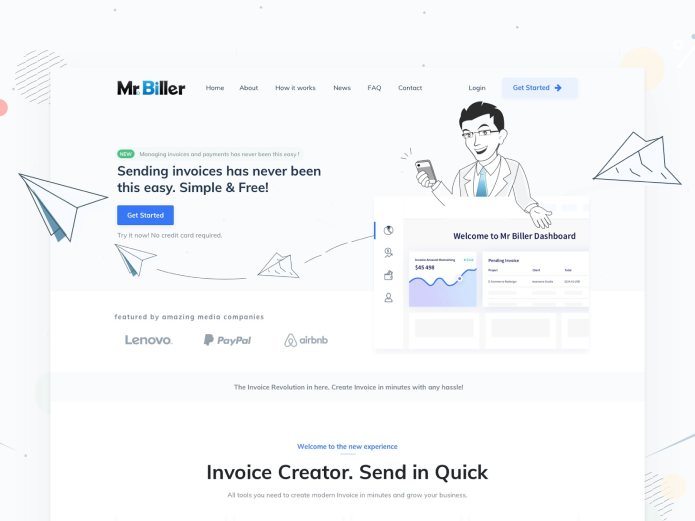 Mr. Biller
Home About How it works News FAQ Contact Login Get Started
NEW Managing invoices and payments has never been this easy!
Sending invoices has never been
this easy. Simple & Free!
Get Started
Try it now! No credit card required.
Welcome to Mr Biller Dashboard
Invoice Amount Remaining
$45 498
Pending Invoice
Project Client Tasks
E-Commerce Redesign
featured by amazing media companies
Lenovo. PayPal airbnb
The Invoice Revolution in here. Create Invoice in minutes with any hassle!
Welcome to the new experience
Invoice Creator. Send in Quick
All tools you need to create modern Invoice in minutes and grow your business.